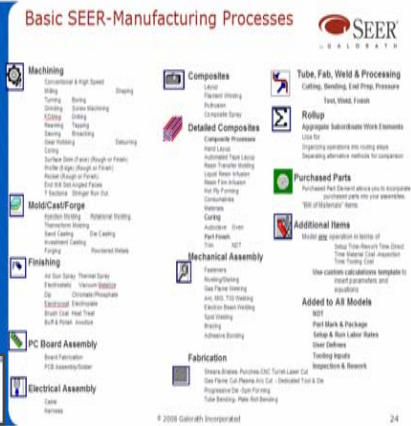 Basic SEER-Manufacturing Processes
SEER
by GALORATH
Machining
Conventional & High Speed
Milling Shaping
Turning Boring
Grinding Screw Machining
Drilling
Reaming Tapping
Sawing Broaching
Gear Hobbing Deburring
Surface Skim (Face) (Rough or Finish)
Profile (Edge) (Rough or Finish)
Pocket (Rough or Finish)
End Mill Slot Angled Faces
T Sections Stringer Run Out
Mold/Cast/Forge
Injection Molding Rotational Molding
Thermoform Molding
Sand Casting Die Casting
Investment Casting
Forging Powdered Metals
Finishing
Air Gun Spray Thermal Spray
Electrostatic Vacuum
Dip Chromate/Phosphate
Electroplate
Brush Coat Heat Treat
Buff & Polish Anodize
PC Board Assembly
Board Fabrication
PCB Assembly/Solder
Electrical Assembly
Cable
Harness
Composites
Layup
Filament Winding
Pultrusion
Composite Spray
Detailed Composites
Composite Processes
Hand Layup
Automated Tape Layup
Resin Transfer Molding
Liquid Resin Infusion
Resin Film Infusion
Hot Ply Forming
Consumables
Materials
Curing
Autoclave Oven
Part Finish
Trim NDT
Mechanical Assembly
Fasteners
Riveting/Staking
Gas Flame Welding
Arc, MIG, TIG Welding
Electron Beam Welding
Spot Welding
Brazing
Adhesive Bonding
Fabrication
Shears, Brakes, Punches-CNC Turret-Laser Cut
Gas Flame Cut-Plasma Arc Cut - Dedicated Tool & Die
Progressive Die -Spin Forming
Tube Bending- Plate Roll Bending
Tube, Fab, Weld & Processing
Cutting, Bending, End Prep, Pressure
Test, Weld, Finish
Rollup
Aggregate Subordinate Work Elements
Use for
Organizing operations into routing steps
Separating alternative methods for comparison
Purchased Parts
Purchased Part Element allows you to incorporate
purchased parts into your assemblies.
"Bill of Materials" items
Additional Items
Model any operation in terms of
Setup Time-Rework Time Direct
Time Material Cost Inspection
Time Tooling Cost
Use custom calculations template to
insert parameters and
equations
Added to All Models
NDT
Part Mark & Package
Setup & Run Labor Rates
User Defines
Tooling Inputs
Inspection & Rework
© 2008 Galorath Incorporated
24